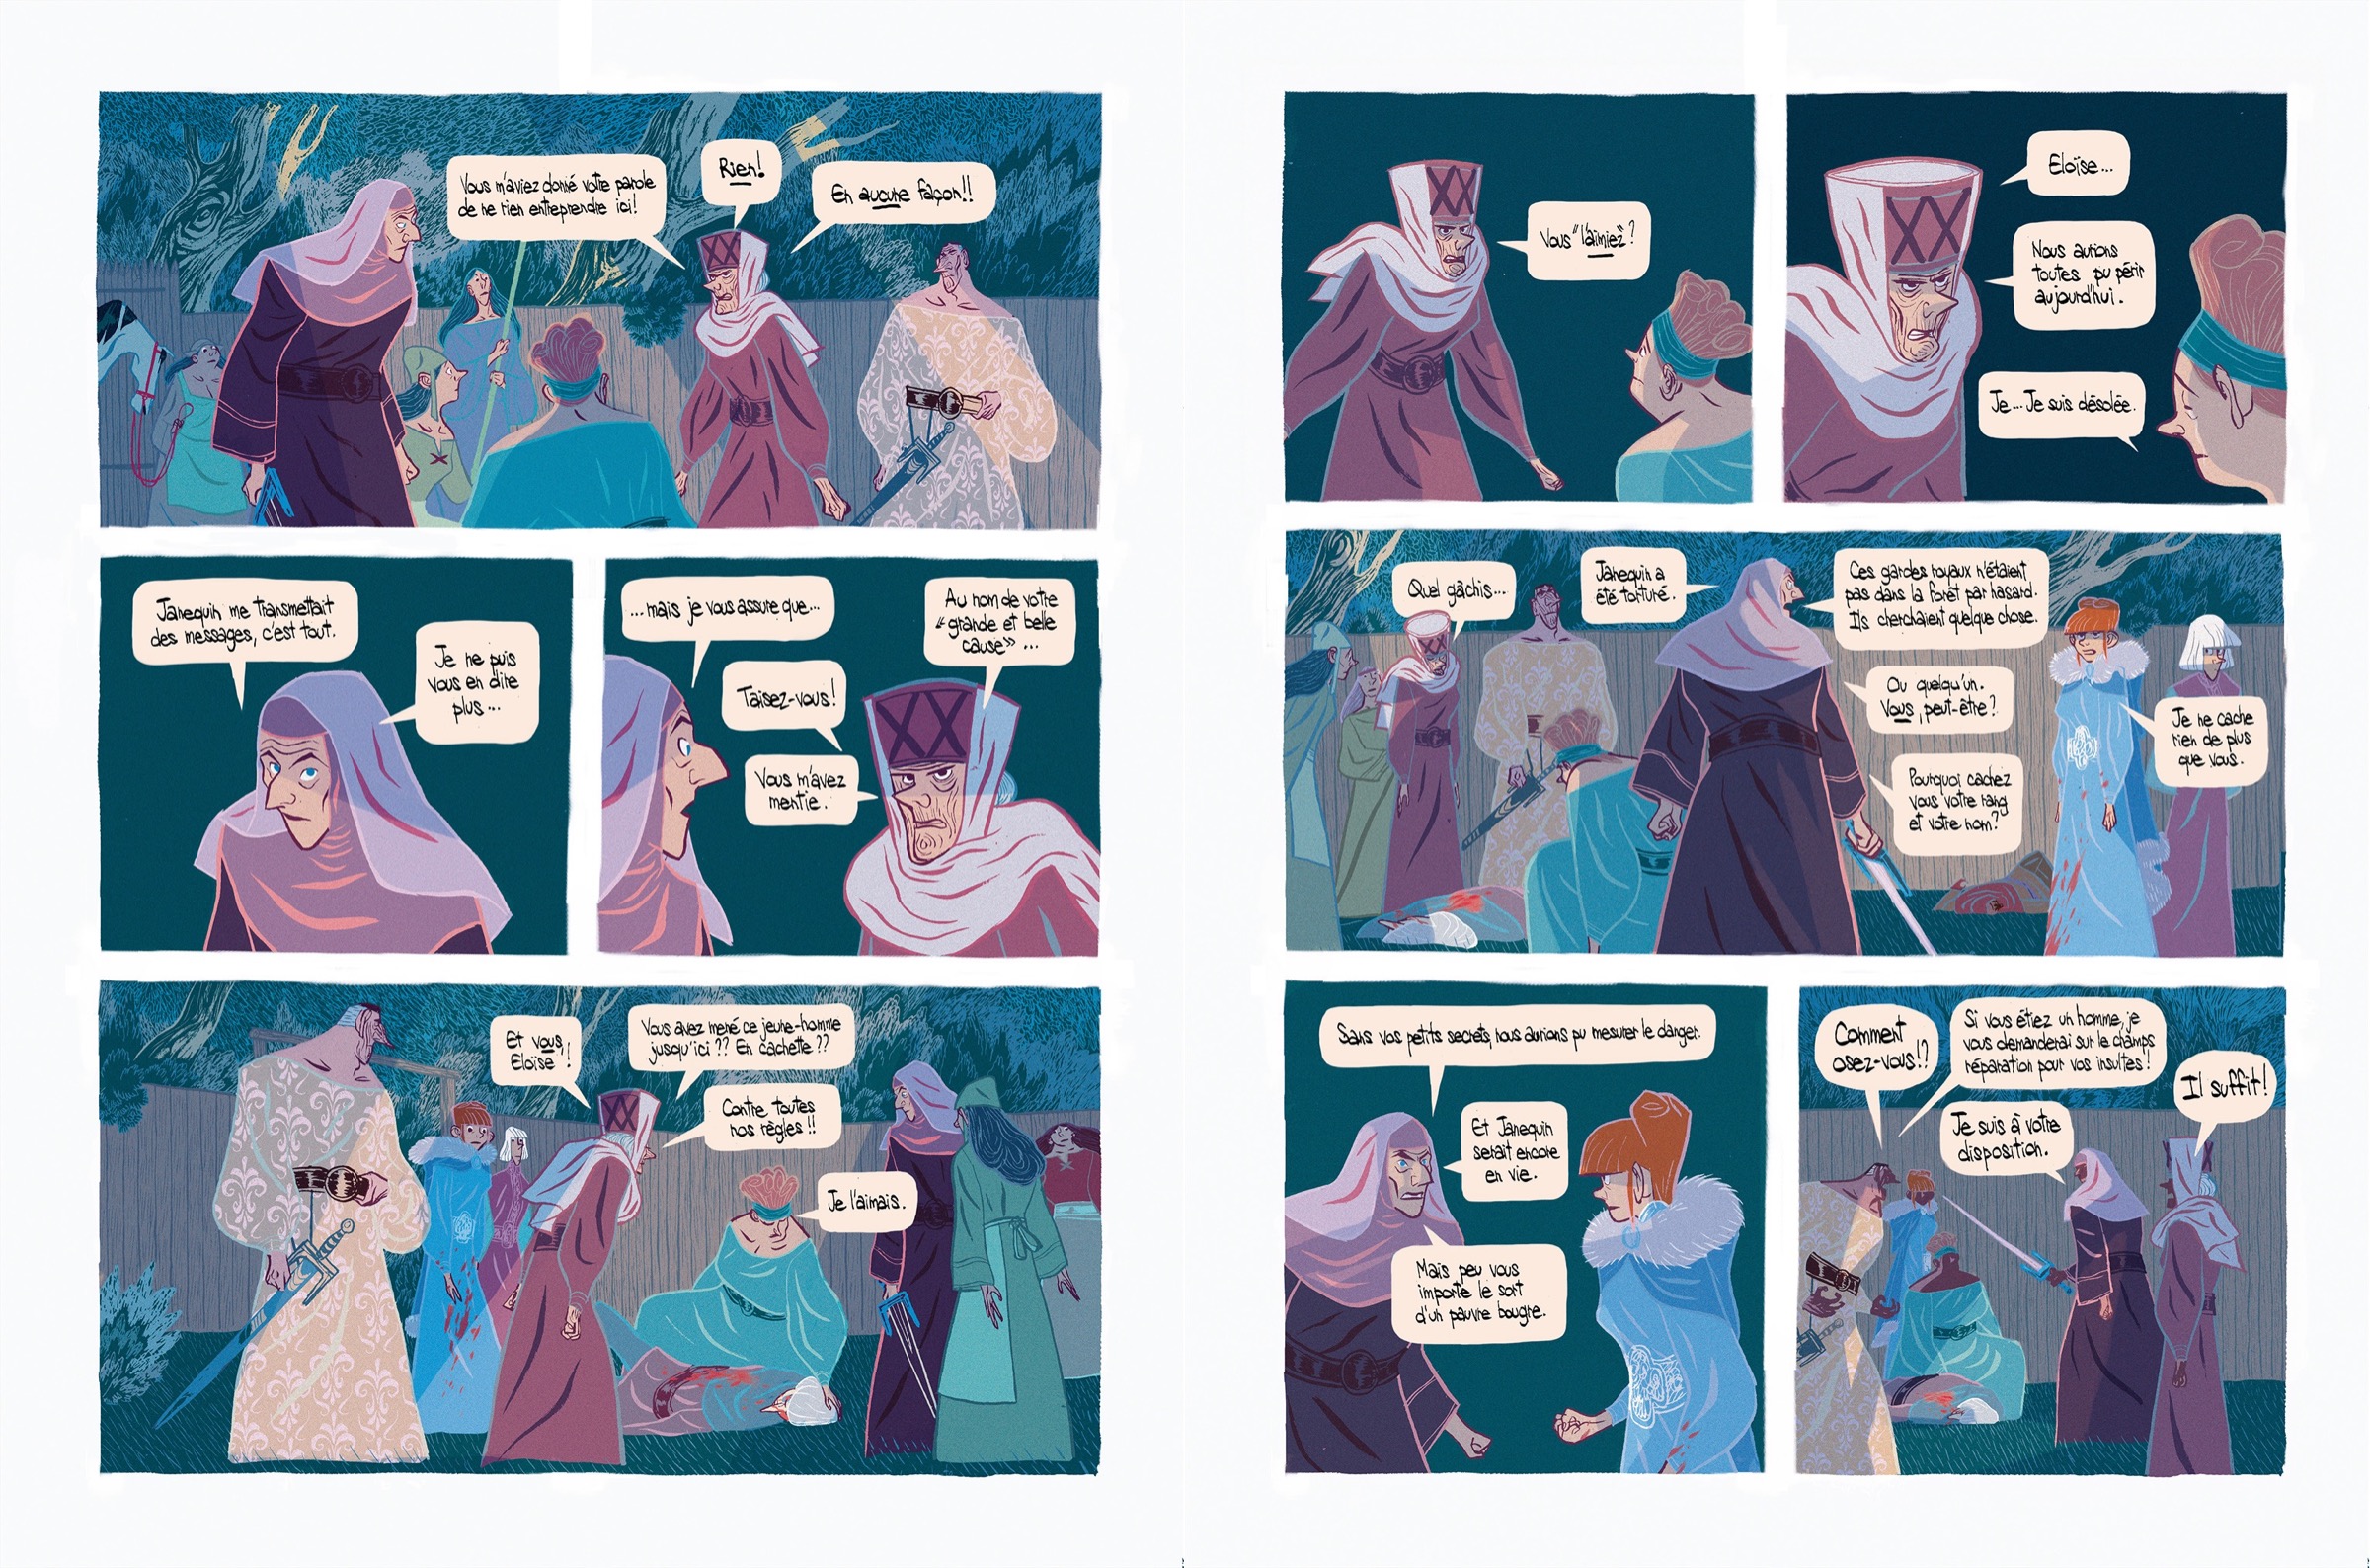 Vous m'aviez donné votre parole
de ne rien entreprendre ici!
Rien!
En aucune façon!!
Janequin me transmettait
des messages, c'est tout.
Je ne puis
vous en dire
plus...
...mais je vous assure que...
Taisez-vous!
Vous m'avez
mentie.
Au nom de votre
"grande et belle
cause"...
Et vous,
Eloïse!
Vous avez mené ce jeune-homme
jusqu'ici?? En cachette??
Contre toutes
nos règles!!
Je l'aimais.
Vous "l'aimiez"?
Eloïse...
Nous aurions
toutes pu périr
aujourd'hui.
Je... Je suis désolée.
Quel gâchis...
Janequin a
été torturé.
Ces gardes royaux n'étaient
pas dans la forêt par hasard.
Ils cherchaient quelque chose.
Ou quelqu'un.
Vous, peut-être?
Pourquoi cachez
vous votre rang
et votre nom?
Je ne cache
rien de plus
que vous.
Sans vos petits secrets, nous aurions pu mesurer le danger.
Et Janequin
serait encore
en vie.
Mais peu vous
importe le sort
d'un pauvre bougre.
Comment
osez-vous!?
Si vous étiez un homme, je
vous demanderai sur le champs
réparation pour vos insultes!
Je suis à votre
disposition.
Il suffit!